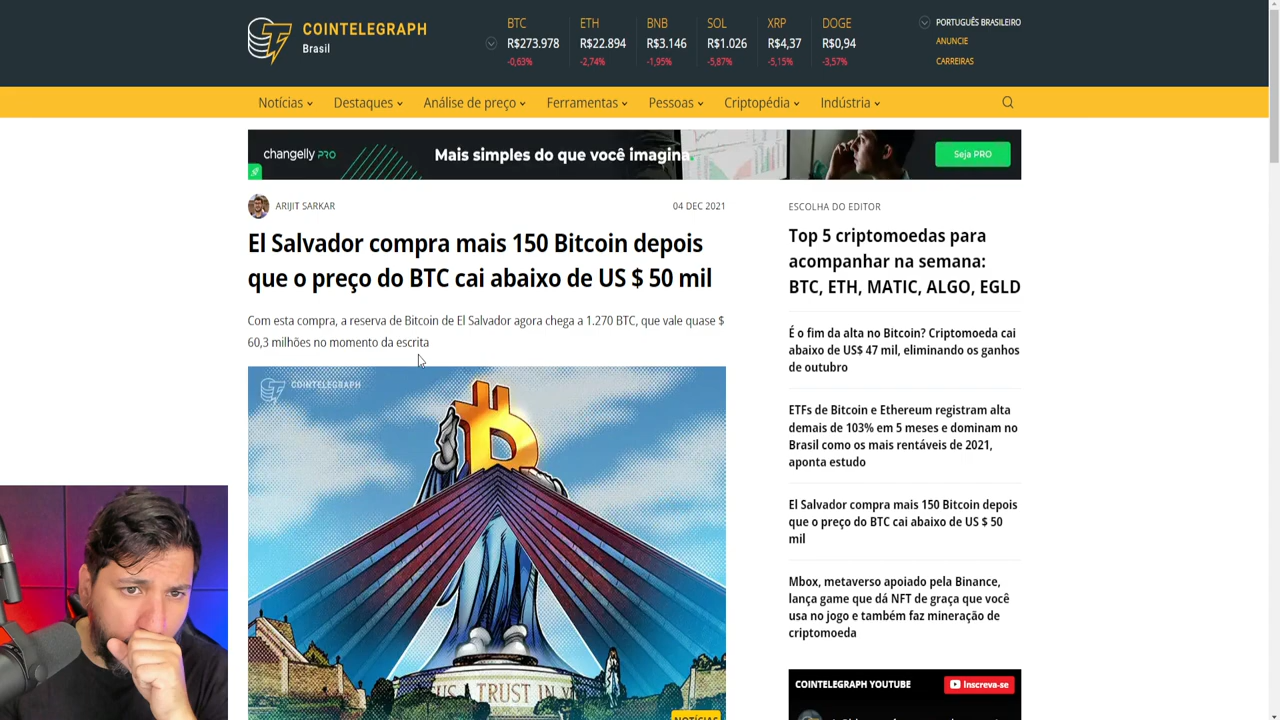 COINTELEGRAPH
Brasil
BTC
R$273.978
-0,63%
ETH
R$22.894
-2,74%
BNB
R$3.146
-1,95%
SOL
R$1.026
-5,87%
XRP
R$4,37
-5,15%
DOGE
R$0,94
-3,57%
PORTUGUÊS BRASILEIRO
ANUNCIE
CARREIRAS
Notícias
Destaques
Análise de preço
Ferramentas
Pessoas
Criptopédia
Indústria
changelly PRO
Mais simples do que você imagina.
Seja PRO
ARIJIT SARKAR
04 DEC 2021
El Salvador compra mais 150 Bitcoin depois
que o preço do BTC cai abaixo de US $ 50 mil
Com esta compra, a reserva de Bitcoin de El Salvador agora chega a 1.270 BTC, que vale quase $
60,3 milhões no momento da escrita
COINTELEGRAPH
TRUST IN
NOTÍCIAS
ESCOLHA DO EDITOR
Top 5 criptomoedas para
acompanhar na semana:
BTC, ETH, MATIC, ALGO, EGLD
É o fim da alta no Bitcoin? Criptomoeda cai
abaixo de US$ 47 mil, eliminando os ganhos
de outubro
ETFs de Bitcoin e Ethereum registram alta
demais de 103% em 5 meses e dominam no
Brasil como os mais rentáveis de 2021,
aponta estudo
El Salvador compra mais 150 Bitcoin depois
que o preço do BTC cai abaixo de US $ 50
mil
Mbox, metaverso apoiado pela Binance,
lança game que dá NFT de graça que você
usa no jogo e também faz mineração de
criptomoeda
COINTELEGRAPH YOUTUBE
Inscreva-se